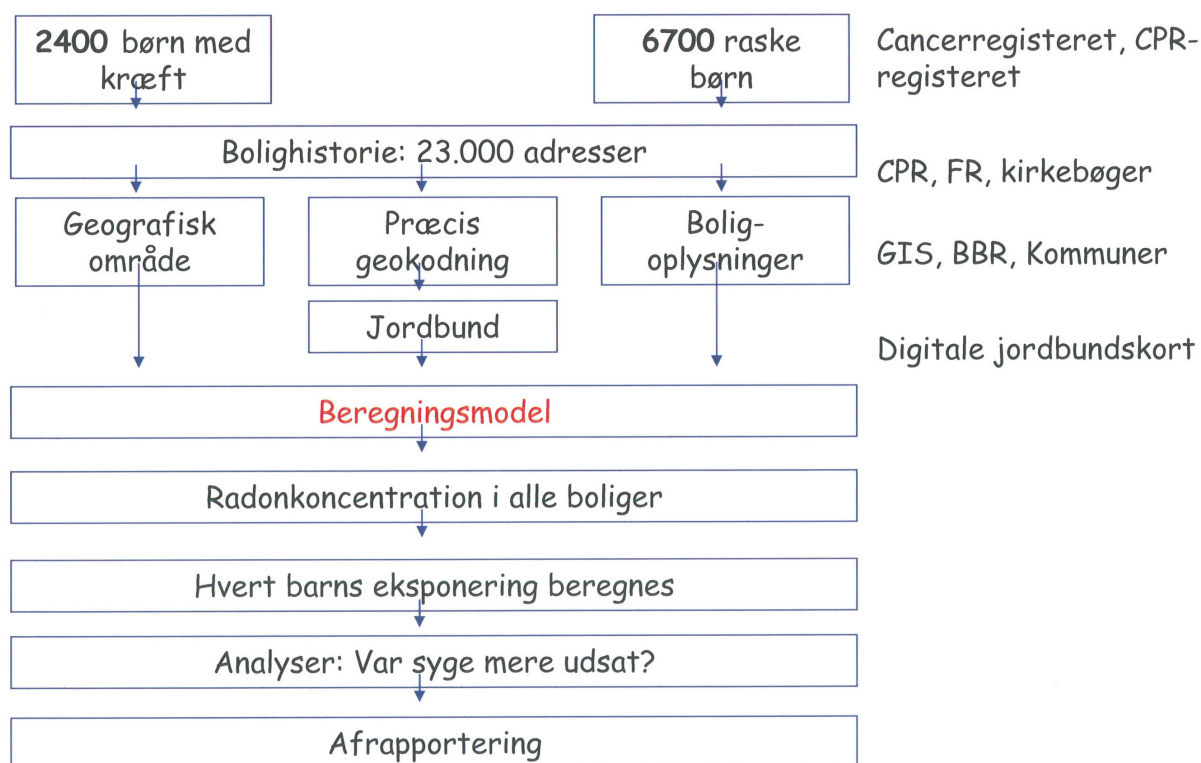 2400 børn med
kræft
6700 raske
børn
Cancerregisteret, CPR-
registeret
Bolighistorie: 23.000 adresser
CPR, FR, kirkebøger
Geografisk
område
Præcis
geokodning
Bolig-
oplysninger
GIS, BBR, Kommuner
Jordbund
Digitale jordbundskort
Beregningsmodel
Radonkoncentration i alle boliger
Hvert barns eksponering beregnes
Analyser: Var syge mere udsat?
Afrapportering